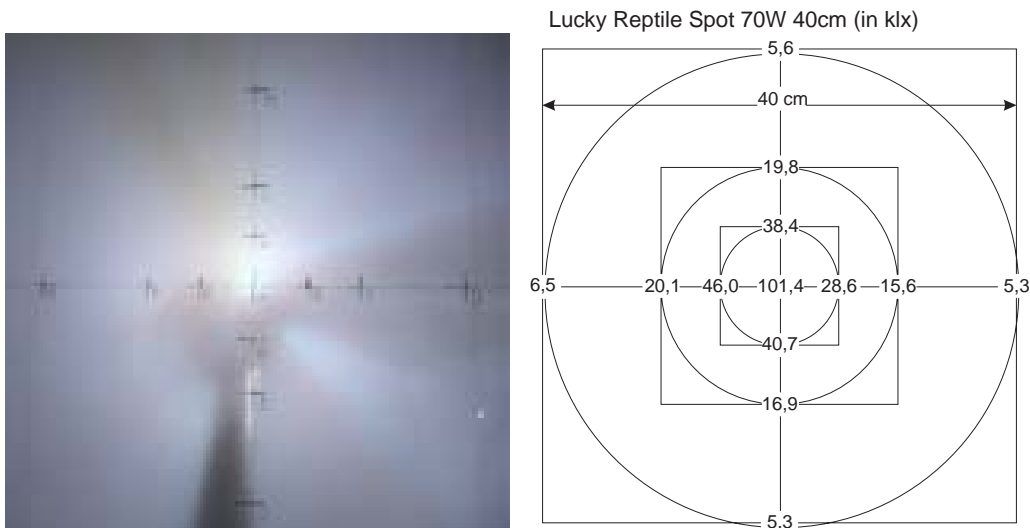 Lucky Reptile Spot 70W 40cm (in klx)
5,6
40 cm
19,8
38,4
6,5 20,1 46,0 101,4 28,6 15,6 5,3
40,7
16,9
5,3